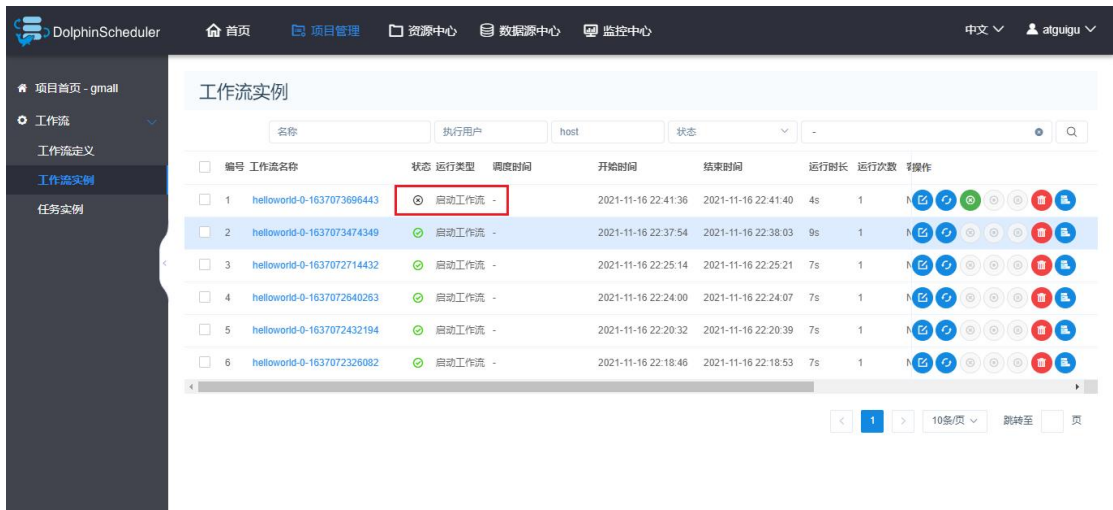 DolphinScheduler 首页 项目管理 资源中心 数据源中心 监控中心 中文 atguigu
项目首页 - gmall
工作流
工作流定义
工作流实例
任务实例
工作流实例
名称 执行用户 host 状态 -
编号 工作流名称 状态 运行类型 调度时间 开始时间 结束时间 运行时长 运行次数 操作
1 helloworld-0-1637073696443 启动工作流 - 2021-11-16 22:41:36 2021-11-16 22:41:40 4s 1
2 helloworld-0-1637073474349 启动工作流 - 2021-11-16 22:37:54 2021-11-16 22:38:03 9s 1
3 helloworld-0-1637072714432 启动工作流 - 2021-11-16 22:25:14 2021-11-16 22:25:21 7s 1
4 helloworld-0-1637072640263 启动工作流 - 2021-11-16 22:24:00 2021-11-16 22:24:07 7s 1
5 helloworld-0-1637072432194 启动工作流 - 2021-11-16 22:20:32 2021-11-16 22:20:39 7s 1
6 helloworld-0-1637072326082 启动工作流 - 2021-11-16 22:18:46 2021-11-16 22:18:53 7s 1
1 10条/页 跳转至 页